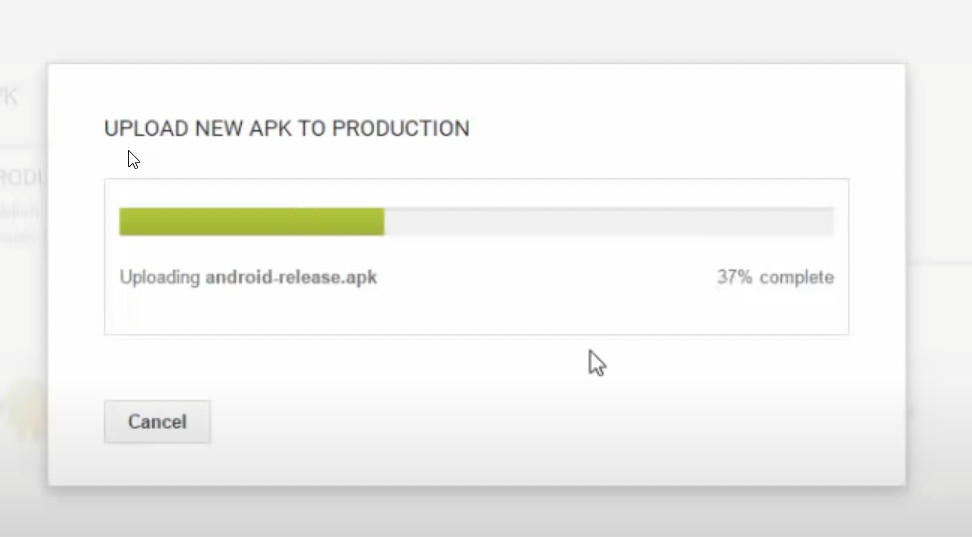 UPLOAD NEW APK TO PRODUCTION
Uploading android-release.apk
37% complete
Cancel